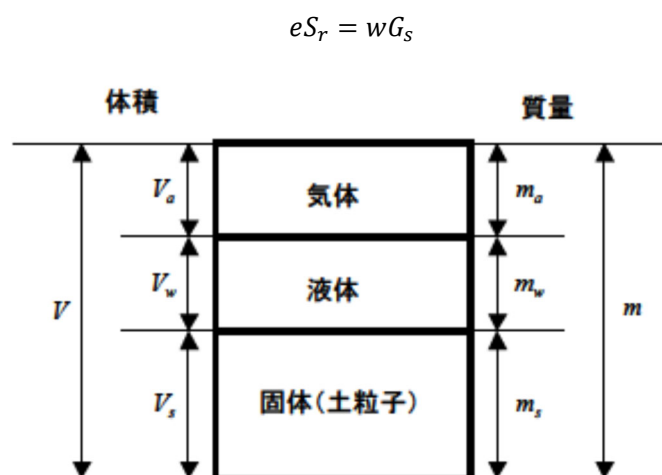 eS_r = wG_s
体積 質量
V_a 気体 m_a
V_w 液体 m_w
V m
V_s 固体(土粒子) m_s